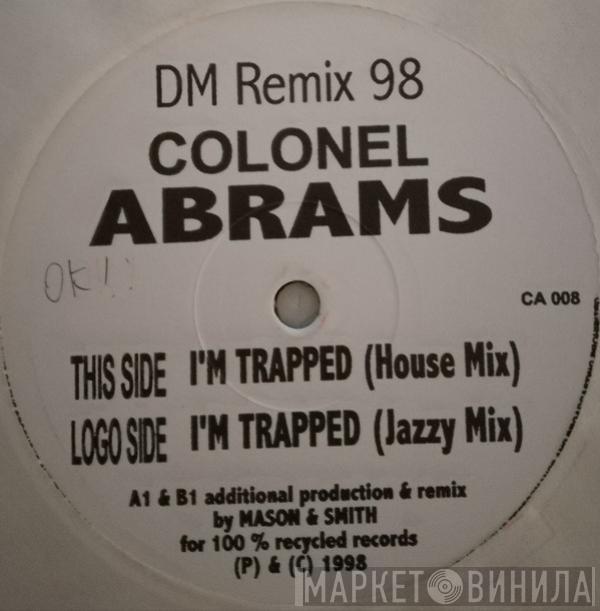 DM Remix 98
COLONEL
ABRAMS
OK!!
CA 008
THIS SIDE I'M TRAPPED (House Mix)
LOGO SIDE I'M TRAPPED (Jazzy Mix)
A1 & B1 additional production & remix
by MASON & SMITH
for 100 % recycled records
(P) & (C) 1998
МАРКЕТ ВИНИЛА